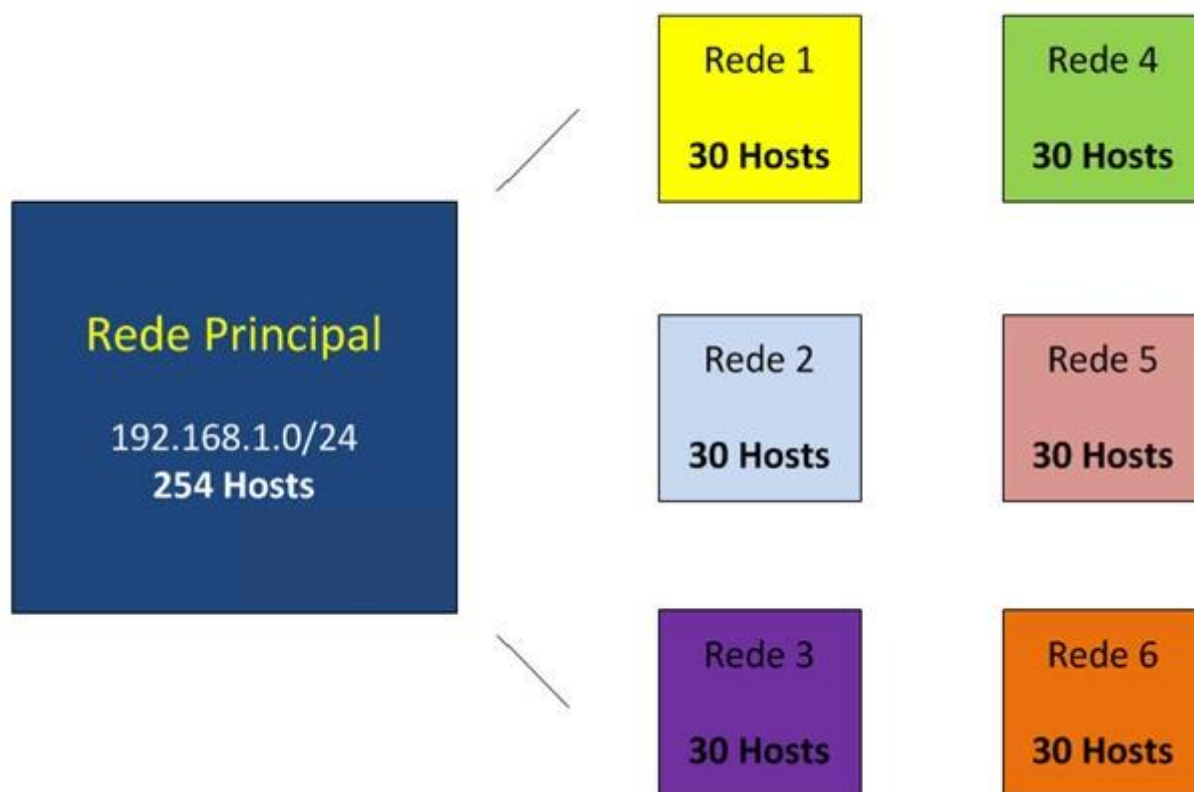 Rede Principal
192.168.1.0/24
254 Hosts
Rede 1
30 Hosts
Rede 4
30 Hosts
Rede 2
30 Hosts
Rede 5
30 Hosts
Rede 3
30 Hosts
Rede 6
30 Hosts